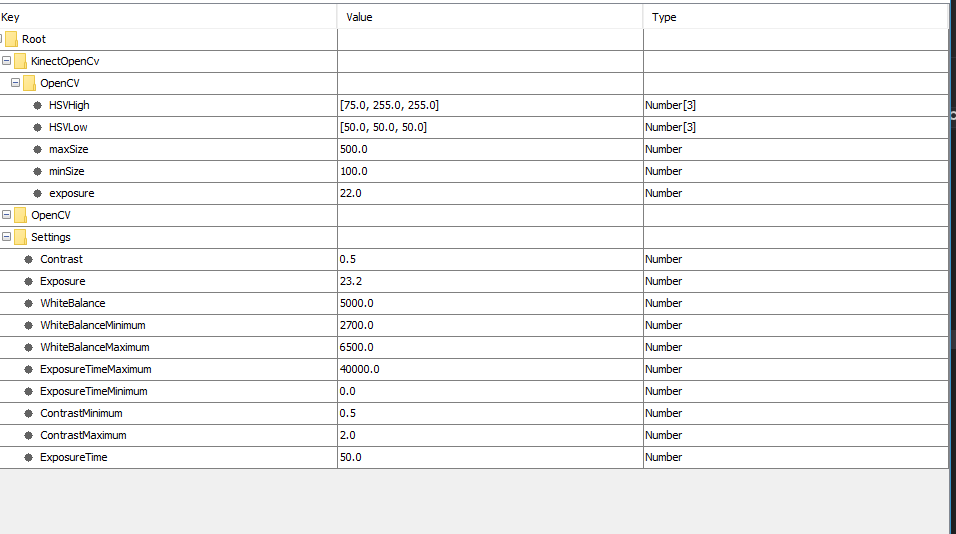 Key Value Type
Root
KinectOpenCv
OpenCV
HSVHigh [75.0, 255.0, 255.0] Number[3]
HSVLow [50.0, 50.0, 50.0] Number[3]
maxSize 500.0 Number
minSize 100.0 Number
exposure 22.0 Number
OpenCV
Settings
Contrast 0.5 Number
Exposure 23.2 Number
WhiteBalance 5000.0 Number
WhiteBalanceMinimum 2700.0 Number
WhiteBalanceMaximum 6500.0 Number
ExposureTimeMaximum 40000.0 Number
ExposureTimeMinimum 0.0 Number
ContrastMinimum 0.5 Number
ContrastMaximum 2.0 Number
ExposureTime 50.0 Number